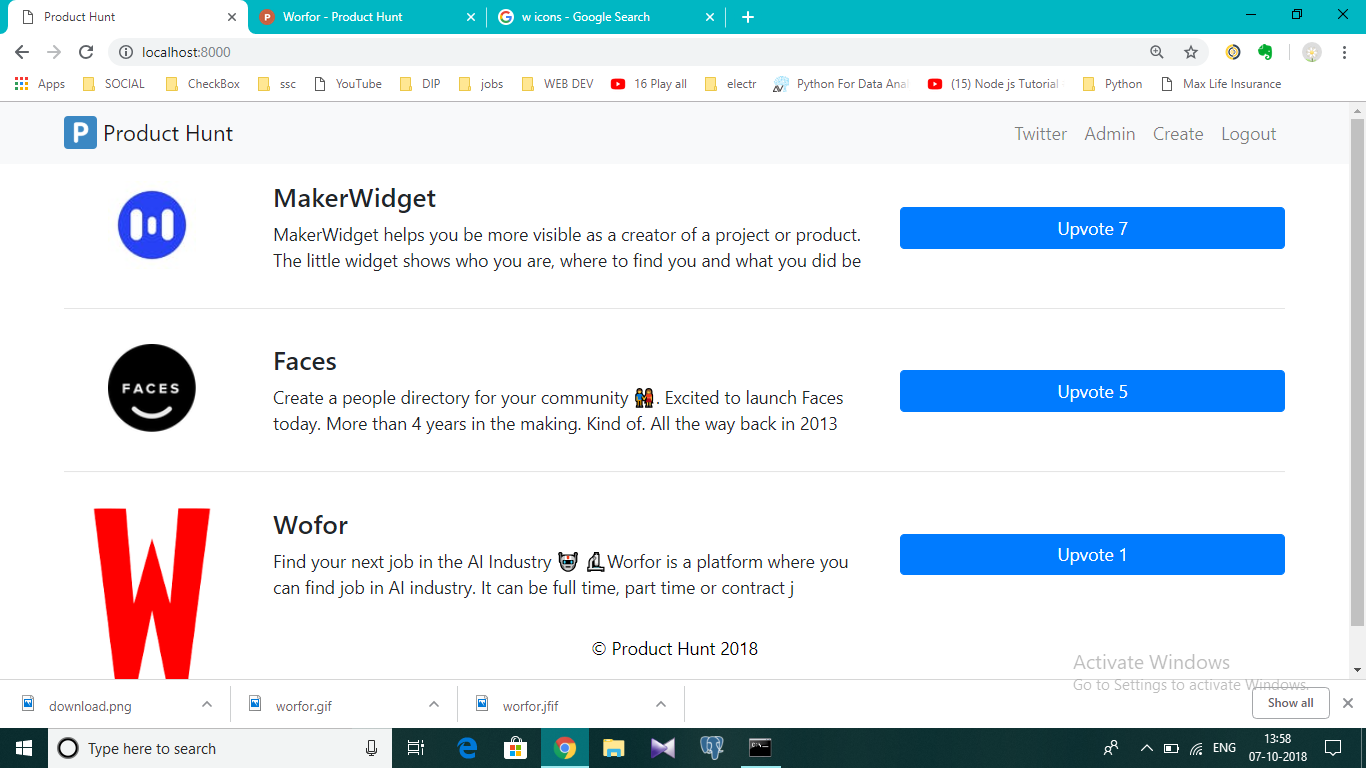 Product Hunt
Worfor - Product Hunt
w icons - Google Search
localhost:8000
Apps
SOCIAL
CheckBox
ssc
YouTube
DIP
jobs
WEB DEV
16 Play all
electr
Python For Data Anal
(15) Node js Tutorial
Python
Max Life Insurance
P Product Hunt
Twitter
Admin
Create
Logout
MakerWidget
MakerWidget helps you be more visible as a creator of a project or product.
The little widget shows who you are, where to find you and what you did be
Upvote 7
FACES
Faces
Create a people directory for your community 👫. Excited to launch Faces
today. More than 4 years in the making. Kind of. All the way back in 2013
Upvote 5
W
Wofor
Find your next job in the AI Industry 🤖 🦾Worfor is a platform where you
can find job in AI industry. It can be full time, part time or contract j
Upvote 1
© Product Hunt 2018
Activate Windows
Go to Settings to activate Windows.
download.png
worfor.gif
worfor.jfif
Show all
Type here to search
ENG
13:58
07-10-2018